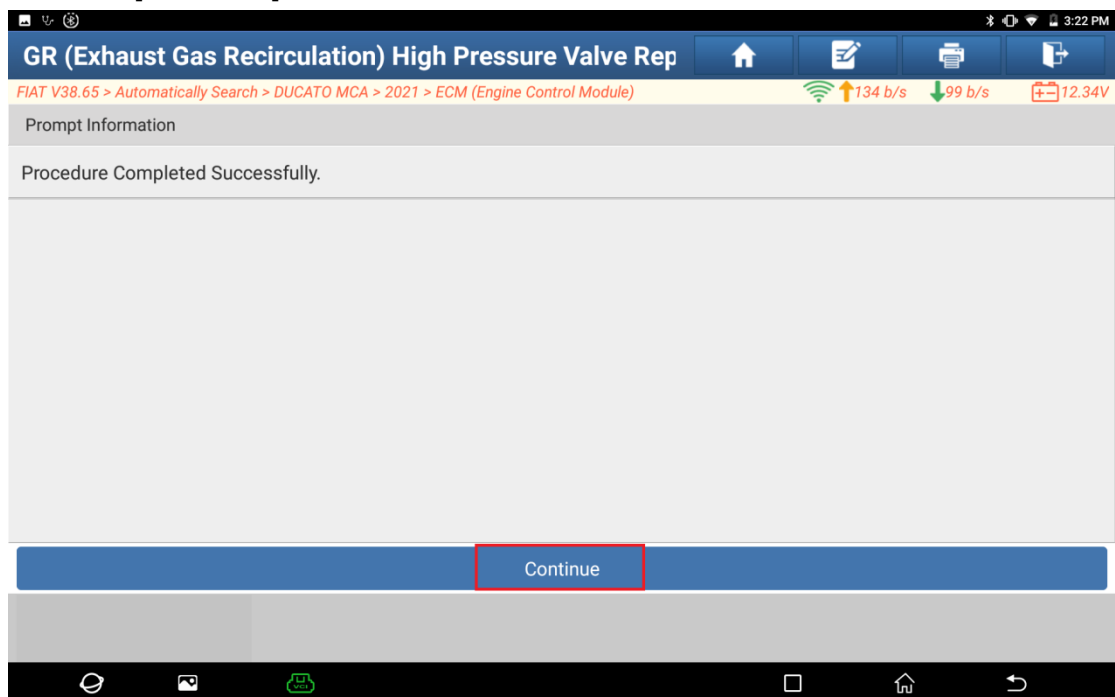 3:22 PM
GR (Exhaust Gas Recirculation) High Pressure Valve Rep
FIAT V38.65 > Automatically Search > DUCATO MCA > 2021 > ECM (Engine Control Module)
134 b/s
99 b/s
12.34V
Prompt Information
Procedure Completed Successfully.
Continue
VCI